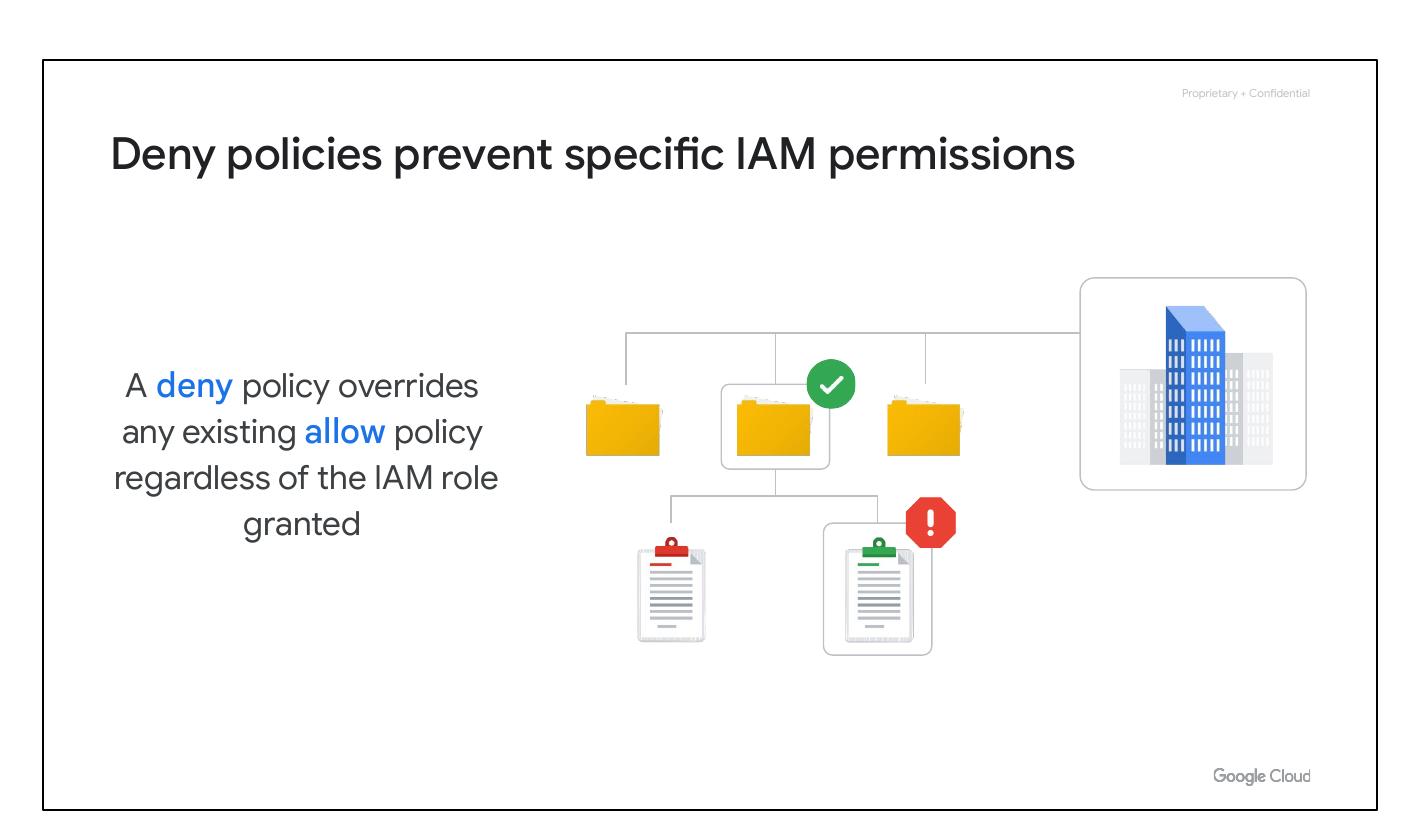 Proprietary + Confidential
Deny policies prevent specific IAM permissions
A deny policy overrides
any existing allow policy
regardless of the IAM role
granted
Google Cloud